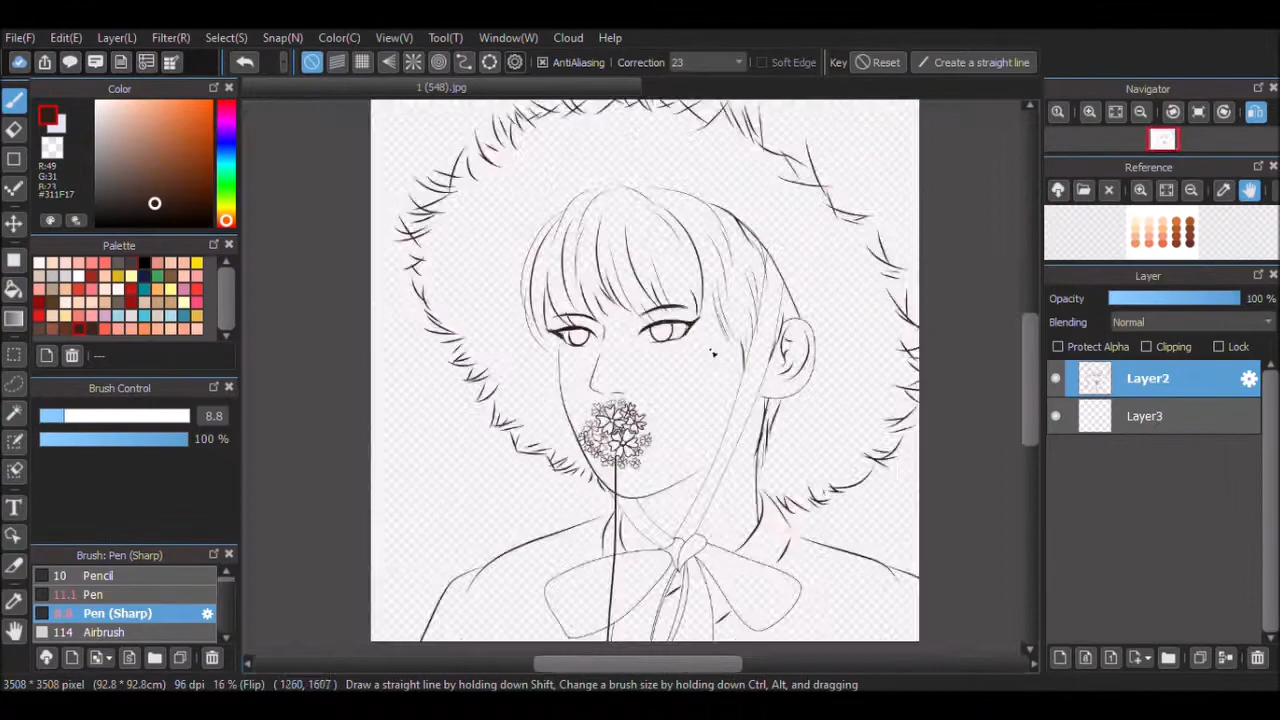 File(F) Edit(E) Layer(L) Filter(R) Select(S) Snap(N) Color(C) View(V) Tool(T) Window(W) Cloud Help
AntiAliasing Correction 23 Soft Edge Key Reset Create a straight line
Color
1 (548).jpg
Navigator
R:49
G:31
B:23
#311F17
Reference
Palette
Layer
Opacity 100 %
Blending Normal
Protect Alpha Clipping Lock
---
Layer2
Brush Control
8.8
Layer3
100 %
Brush: Pen (Sharp)
10 Pencil
11.1 Pen
8.8 Pen (Sharp)
114 Airbrush
3508 * 3508 pixel (92.8 * 92.8cm) 96 dpi 16 % (Flip) ( 1260, 1607 ) Draw a straight line by holding down Shift, Change a brush size by holding down Ctrl, Alt, and dragging